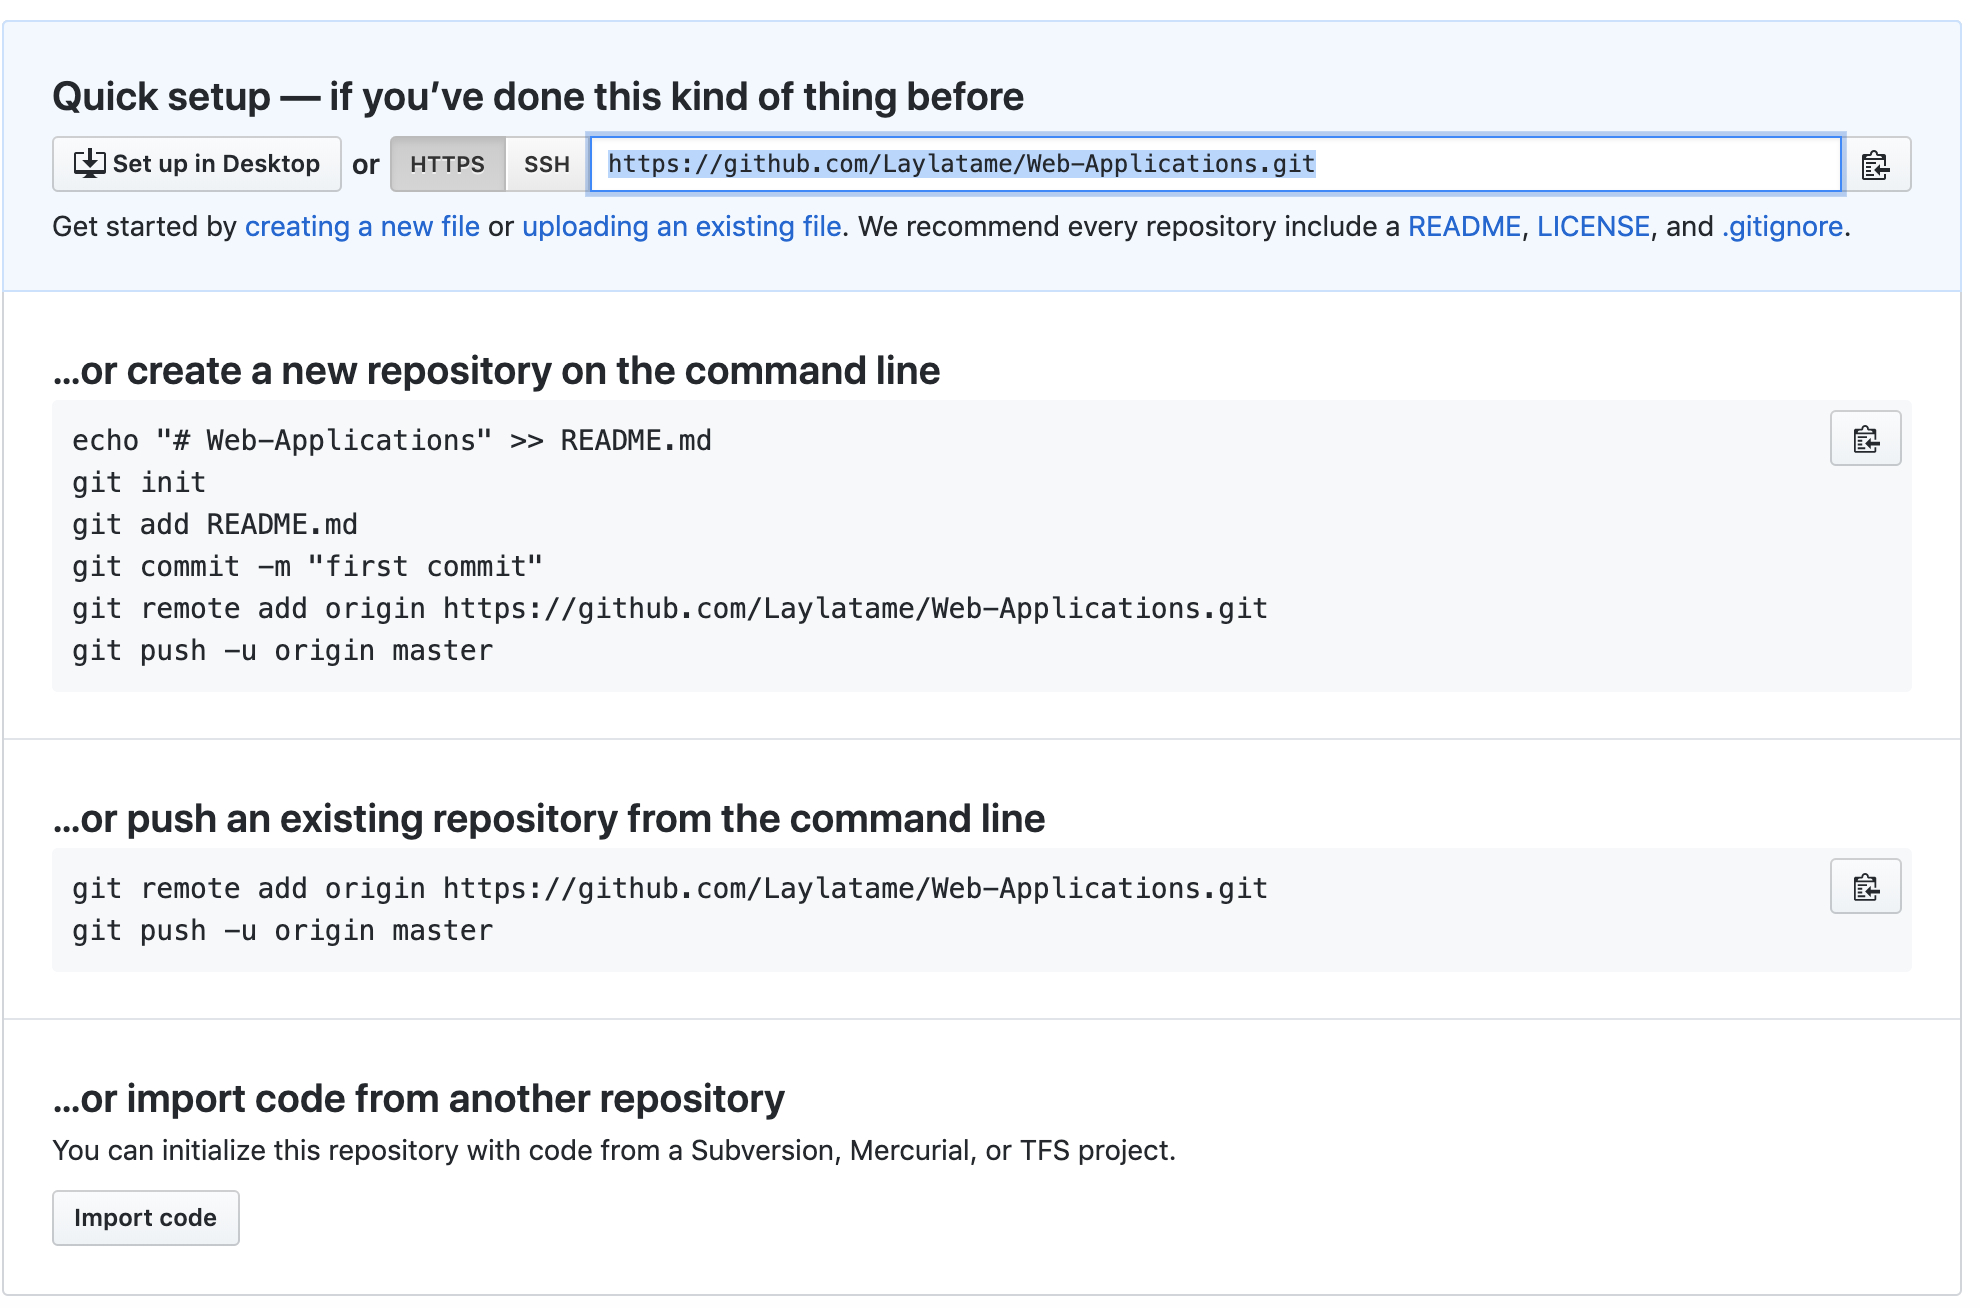 Quick setup — if you’ve done this kind of thing before
Set up in Desktop or HTTPS SSH https://github.com/Laylatame/Web-Applications.git
Get started by creating a new file or uploading an existing file. We recommend every repository include a README, LICENSE, and .gitignore.
…or create a new repository on the command line
echo "# Web-Applications" >> README.md
git init
git add README.md
git commit -m "first commit"
git remote add origin https://github.com/Laylatame/Web-Applications.git
git push -u origin master
…or push an existing repository from the command line
git remote add origin https://github.com/Laylatame/Web-Applications.git
git push -u origin master
…or import code from another repository
You can initialize this repository with code from a Subversion, Mercurial, or TFS project.
Import code